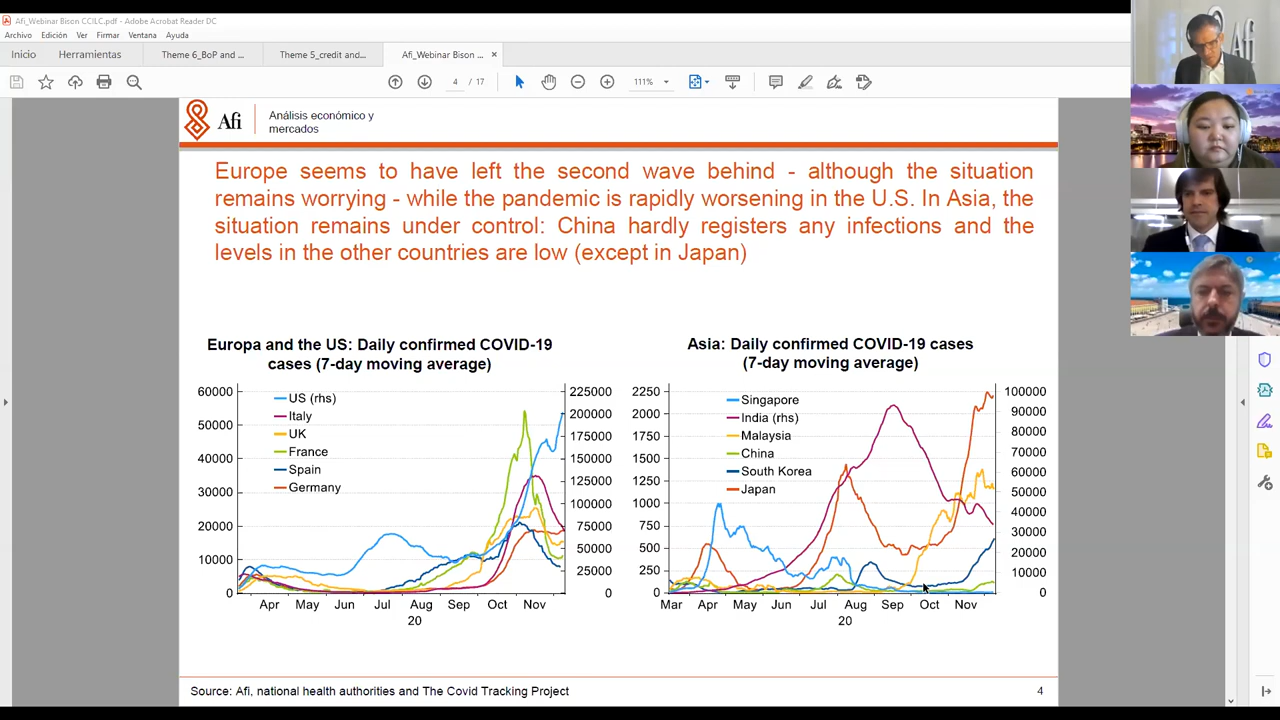 Afi_Webinar Bison CCILC.pdf - Adobe Acrobat Reader DC
Archivo Edición Ver Firmar Ventana Ayuda
Inicio Herramientas Theme 6_BoP and ... Theme 5_credit and... Afi_Webinar Bison ... ×
4 / 17 111%
Afi
Afi
Análisis económico y
mercados
Europe seems to have left the second wave behind - although the situation
remains worrying - while the pandemic is rapidly worsening in the U.S. In Asia, the
situation remains under control: China hardly registers any infections and the
levels in the other countries are low (except in Japan)
Europa and the US: Daily confirmed COVID-19
cases (7-day moving average)
60000 225000
50000 200000
175000
40000 150000
30000 125000
100000
20000 75000
10000 50000
25000
0 0
US (rhs)
Italy
UK
France
Spain
Germany
Apr May Jun Jul Aug Sep Oct Nov
20
Asia: Daily confirmed COVID-19 cases
(7-day moving average)
2250 100000
2000 90000
1750 80000
1500 70000
1250 60000
1000 50000
750 40000
500 30000
250 20000
0 10000
0
Singapore
India (rhs)
Malaysia
China
South Korea
Japan
Mar Apr May Jun Jul Aug Sep Oct Nov
20
Source: Afi, national health authorities and The Covid Tracking Project
4